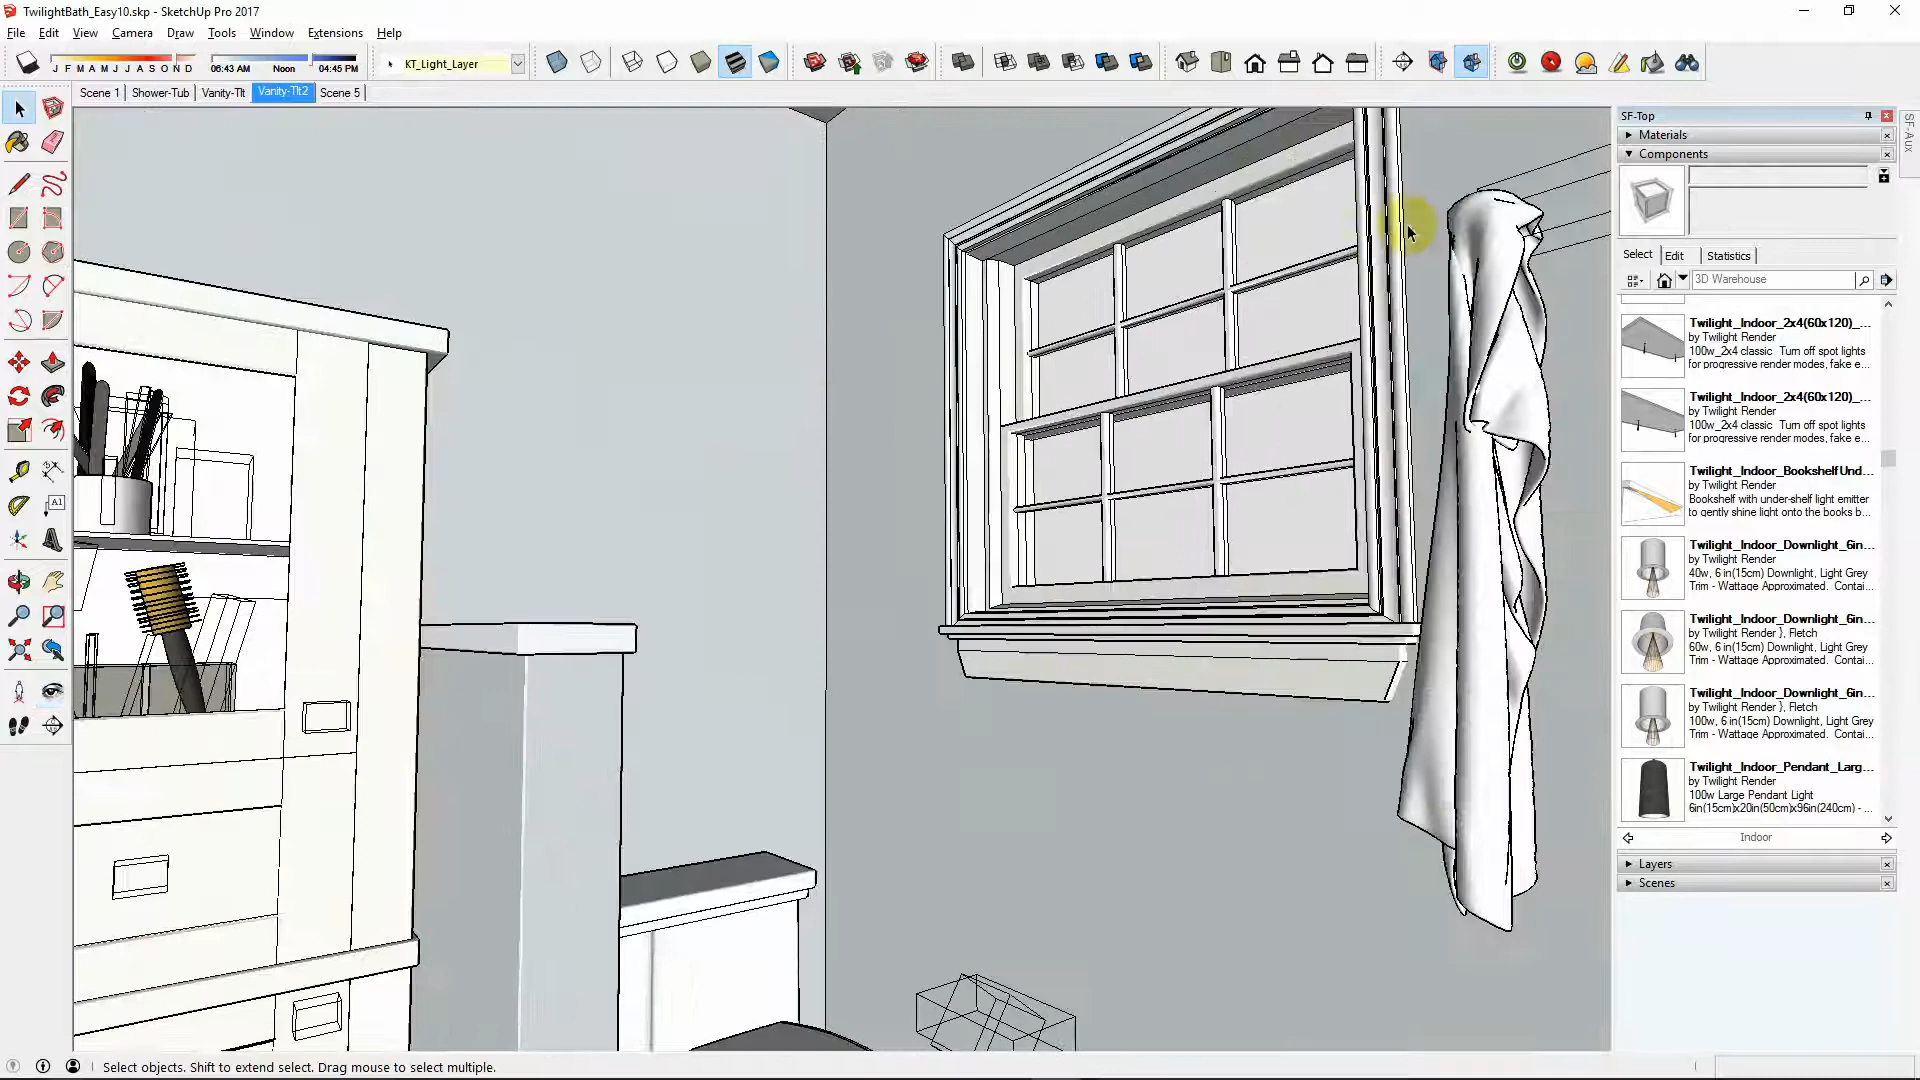 TwilightBath_Easy10.skp - SketchUp Pro 2017
File Edit View Camera Draw Tools Window Extensions Help
J F M A M J J A S O N D
06:43 AM Noon 04:45 PM
KT_Light_Layer
Scene 1 Shower-Tub Vanity-Tlt Vanity-Tlt2 Scene 5
SF-Top
SF-Aux
Materials
Components
Select Edit Statistics
3D Warehouse
Twilight_Indoor_2x4(60x120)_...
by Twilight Render
100w_2x4 classic Turn off spot lights
for progressive render modes, fake e...
Twilight_Indoor_2x4(60x120)_...
by Twilight Render
100w_2x4 classic Turn off spot lights
for progressive render modes, fake e...
Twilight_Indoor_BookshelfUnd...
by Twilight Render
Bookshelf with under-shelf light emitter
to gently shine light onto the books b...
Twilight_Indoor_Downlight_6in...
by Twilight Render
40w, 6 in(15cm) Downlight, Light Grey
Trim - Wattage Approximated. Contai...
Twilight_Indoor_Downlight_6in...
by Twilight Render }, Fletch
60w, 6 in(15cm) Downlight, Light Grey
Trim - Wattage Approximated. Contai...
Twilight_Indoor_Downlight_6in...
by Twilight Render }, Fletch
100w, 6 in(15cm) Downlight, Light Grey
Trim - Wattage Approximated. Contai...
Twilight_Indoor_Pendant_Larg...
by Twilight Render
100w Large Pendant Light
6in(15cm)x20in(50cm)x96in(240cm) - ...
Indoor
Layers
Scenes
Select objects. Shift to extend select. Drag mouse to select multiple.